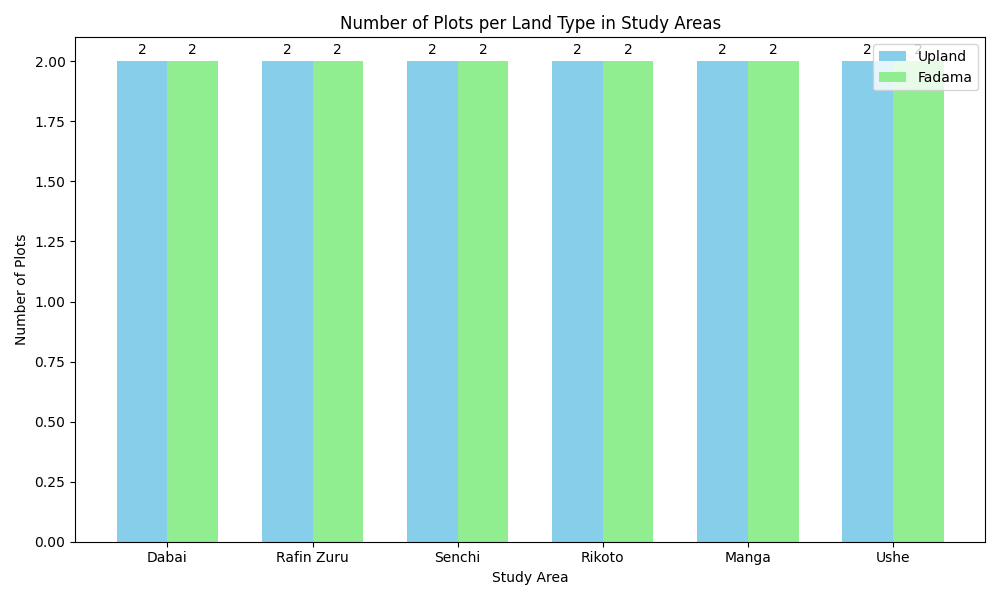 Number of Plots per Land Type in Study Areas
2 2 2 2 2 2 2 2 2 2 2 2
Upland
Fadama
2.00
1.75
1.50
1.25
1.00
0.75
0.50
0.25
0.00
Number of Plots
Dabai Rafin Zuru Senchi Rikoto Manga Ushe
Study Area